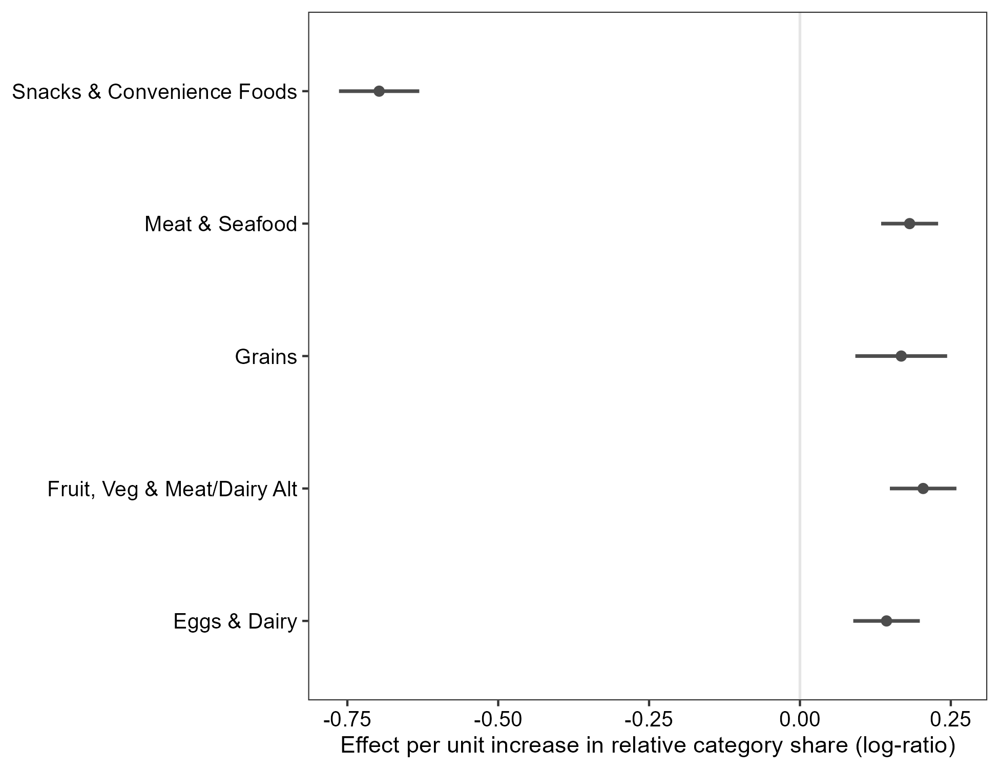 Snacks & Convenience Foods
Meat & Seafood
Grains
Fruit, Veg & Meat/Dairy Alt
Eggs & Dairy
-0.75 -0.50 -0.25 0.00 0.25
Effect per unit increase in relative category share (log-ratio)